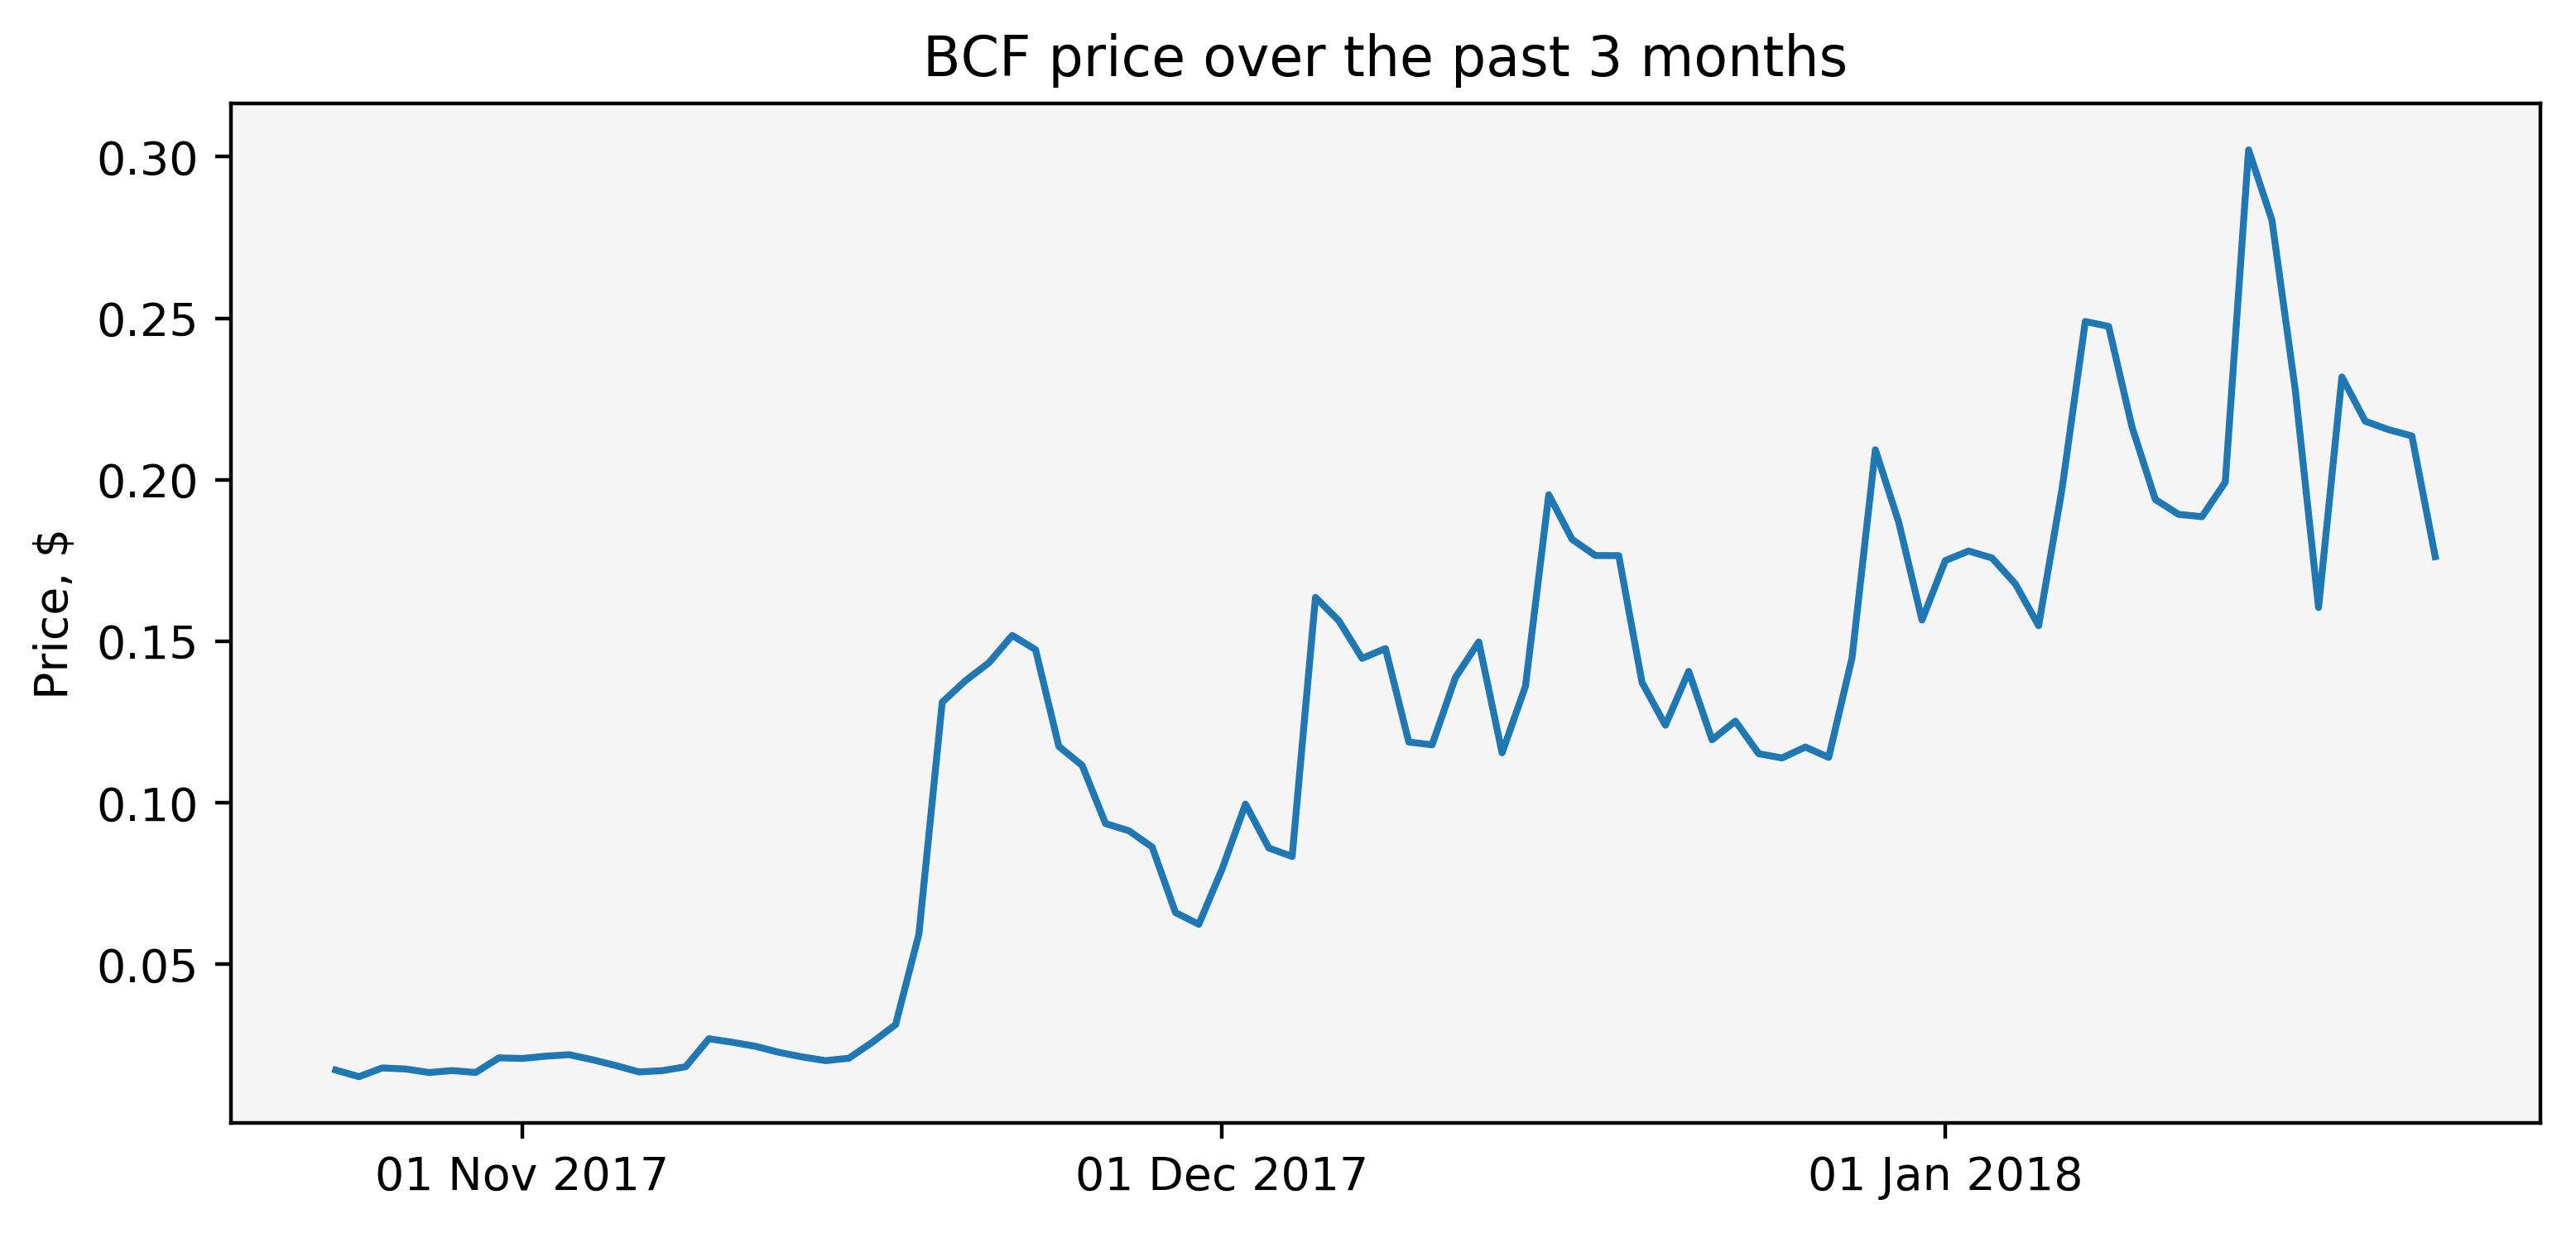 BCF price over the past 3 months
0.30
0.25
0.20
0.15
0.10
0.05
Price, $
01 Nov 2017
01 Dec 2017
01 Jan 2018